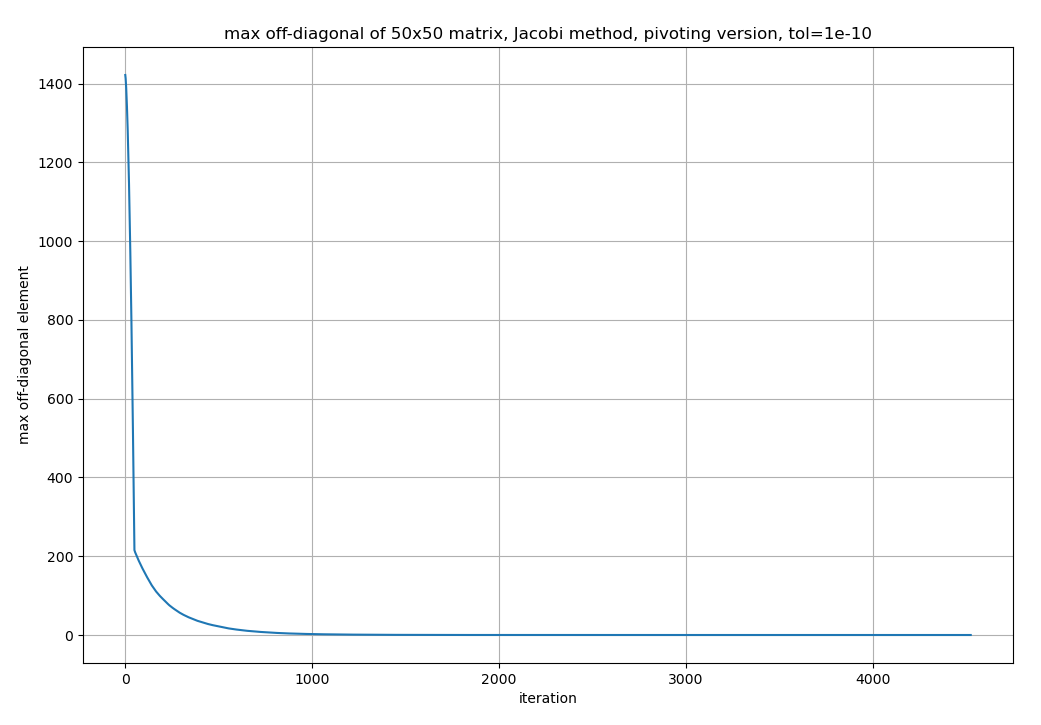 max off-diagonal of 50x50 matrix, Jacobi method, pivoting version, tol=1e-10
max off-diagonal element
1400
1200
1000
800
600
400
200
0
0 1000 2000 3000 4000
iteration